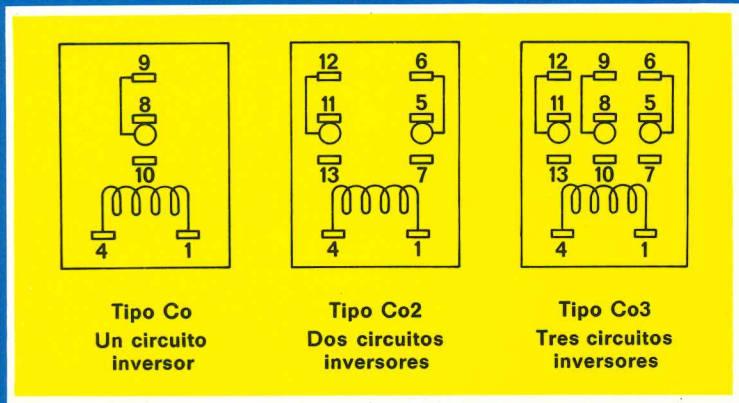 9
12
6
12
9
6
8
11
5
11
8
5
10
13
7
13
10
7
4
1
4
1
4
1
Tipo Co
Un circuito
inversor
Tipo Co2
Dos circuitos
inversores
Tipo Co3
Tres circuitos
inversores